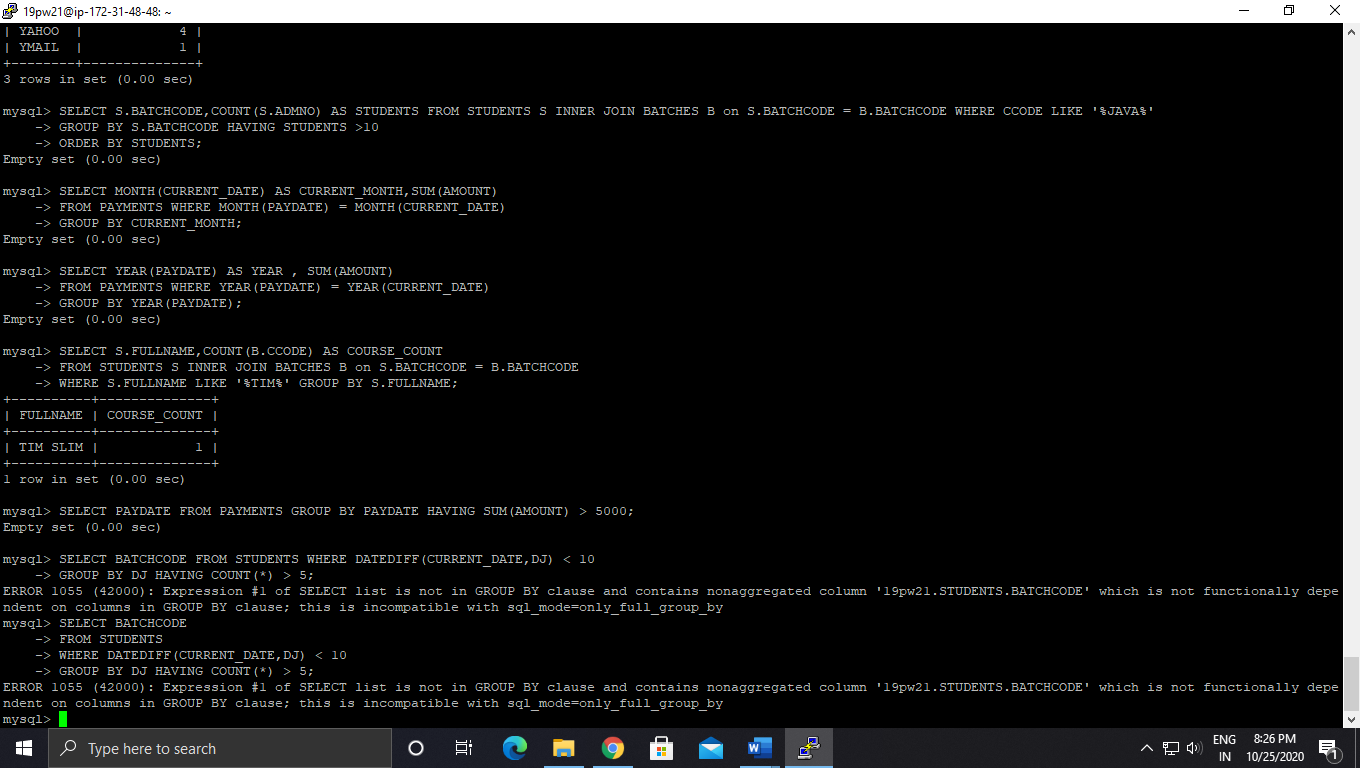 19pw21@ip-172-31-48-48: ~
| YAHOO  |            4 |
| YMAIL  |            1 |
+--------+--------------+
3 rows in set (0.00 sec)
mysql> SELECT S.BATCHCODE,COUNT(S.ADMNO) AS STUDENTS FROM STUDENTS S INNER JOIN BATCHES B on S.BATCHCODE = B.BATCHCODE WHERE CCODE LIKE '%JAVA%'
    -> GROUP BY S.BATCHCODE HAVING STUDENTS >10
    -> ORDER BY STUDENTS;
Empty set (0.00 sec)
mysql> SELECT MONTH(CURRENT_DATE) AS CURRENT_MONTH,SUM(AMOUNT)
    -> FROM PAYMENTS WHERE MONTH(PAYDATE) = MONTH(CURRENT_DATE)
    -> GROUP BY CURRENT_MONTH;
Empty set (0.00 sec)
mysql> SELECT YEAR(PAYDATE) AS YEAR , SUM(AMOUNT)
    -> FROM PAYMENTS WHERE YEAR(PAYDATE) = YEAR(CURRENT_DATE)
    -> GROUP BY YEAR(PAYDATE);
Empty set (0.00 sec)
mysql> SELECT S.FULLNAME,COUNT(B.CCODE) AS COURSE_COUNT
    -> FROM STUDENTS S INNER JOIN BATCHES B on S.BATCHCODE = B.BATCHCODE
    -> WHERE S.FULLNAME LIKE '%TIM%' GROUP BY S.FULLNAME;
+----------+--------------+
| FULLNAME | COURSE_COUNT |
+----------+--------------+
| TIM SLIM |            1 |
+----------+--------------+
1 row in set (0.00 sec)
mysql> SELECT PAYDATE FROM PAYMENTS GROUP BY PAYDATE HAVING SUM(AMOUNT) > 5000;
Empty set (0.00 sec)
mysql> SELECT BATCHCODE FROM STUDENTS WHERE DATEDIFF(CURRENT_DATE,DJ) < 10
    -> GROUP BY DJ HAVING COUNT(*) > 5;
ERROR 1055 (42000): Expression #1 of SELECT list is not in GROUP BY clause and contains nonaggregated column '19pw21.STUDENTS.BATCHCODE' which is not functionally depe
ndent on columns in GROUP BY clause; this is incompatible with sql_mode=only_full_group_by
mysql> SELECT BATCHCODE
    -> FROM STUDENTS
    -> WHERE DATEDIFF(CURRENT_DATE,DJ) < 10
    -> GROUP BY DJ HAVING COUNT(*) > 5;
ERROR 1055 (42000): Expression #1 of SELECT list is not in GROUP BY clause and contains nonaggregated column '19pw21.STUDENTS.BATCHCODE' which is not functionally depe
ndent on columns in GROUP BY clause; this is incompatible with sql_mode=only_full_group_by
mysql>
Type here to search
ENG
IN
8:26 PM
10/25/2020
1